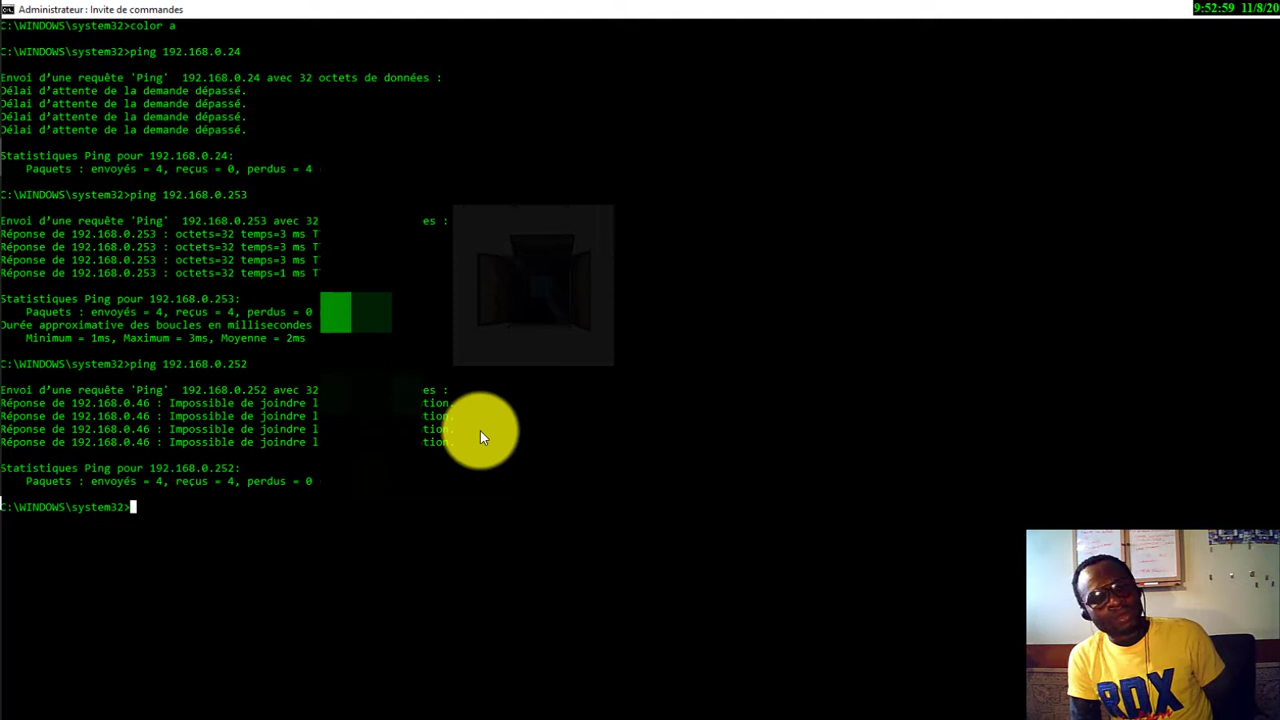 Administrateur : Invite de commandes
9:52:59 11/8/20
C:\WINDOWS\system32>color a
C:\WINDOWS\system32>ping 192.168.0.24
Envoi d'une requête 'Ping'  192.168.0.24 avec 32 octets de données :
Délai d'attente de la demande dépassé.
Délai d'attente de la demande dépassé.
Délai d'attente de la demande dépassé.
Délai d'attente de la demande dépassé.
Statistiques Ping pour 192.168.0.24:
Paquets : envoyés = 4, reçus = 0, perdus = 4
C:\WINDOWS\system32>ping 192.168.0.253
Envoi d'une requête 'Ping'  192.168.0.253 avec 32 es :
Réponse de 192.168.0.253 : octets=32 temps=3 ms T
Réponse de 192.168.0.253 : octets=32 temps=3 ms T
Réponse de 192.168.0.253 : octets=32 temps=3 ms T
Réponse de 192.168.0.253 : octets=32 temps=1 ms T
Statistiques Ping pour 192.168.0.253:
Paquets : envoyés = 4, reçus = 4, perdus = 0
Durée approximative des boucles en millisecondes
Minimum = 1ms, Maximum = 3ms, Moyenne = 2ms
C:\WINDOWS\system32>ping 192.168.0.252
Envoi d'une requête 'Ping'  192.168.0.252 avec 32 es :
Réponse de 192.168.0.46 : Impossible de joindre l tion.
Réponse de 192.168.0.46 : Impossible de joindre l tion.
Réponse de 192.168.0.46 : Impossible de joindre l tion.
Réponse de 192.168.0.46 : Impossible de joindre l tion.
Statistiques Ping pour 192.168.0.252:
Paquets : envoyés = 4, reçus = 4, perdus = 0
C:\WINDOWS\system32>
RDX